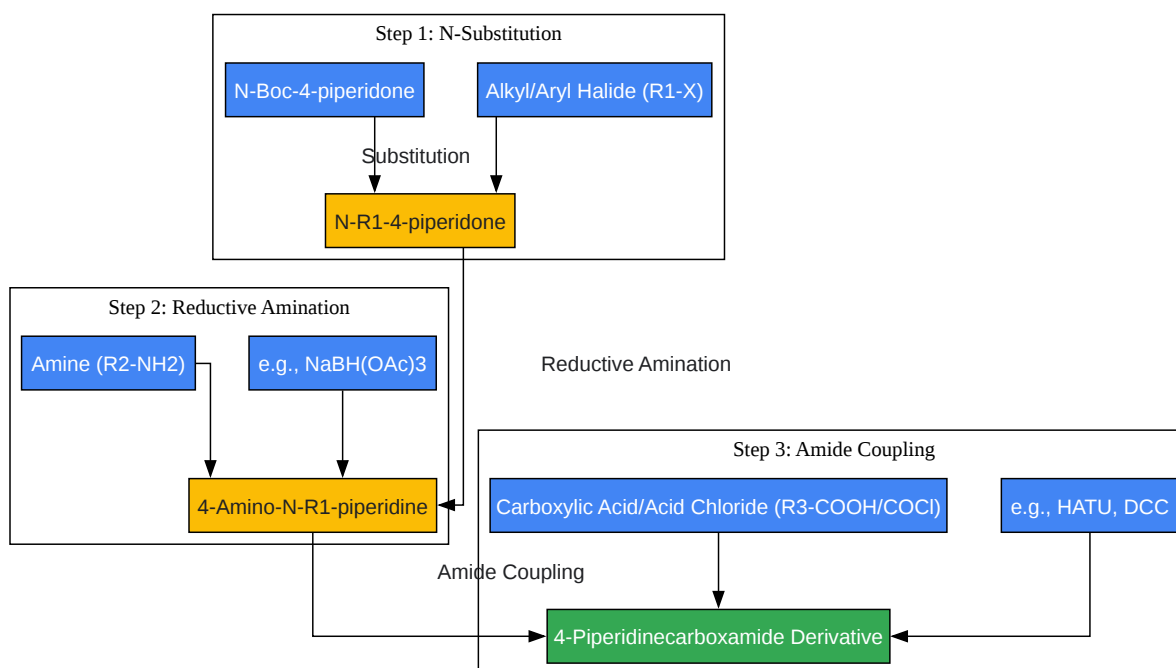 Step 1: N-Substitution
N-Boc-4-piperidone
Alkyl/Aryl Halide (R1-X)
Substitution
N-R1-4-piperidone
Step 2: Reductive Amination
Amine (R2-NH2)
e.g., NaBH(OAc)3
Reductive Amination
4-Amino-N-R1-piperidine
Step 3: Amide Coupling
Carboxylic Acid/Acid Chloride (R3-COOH/COCl)
e.g., HATU, DCC
Amide Coupling
4-Piperidinecarboxamide Derivative